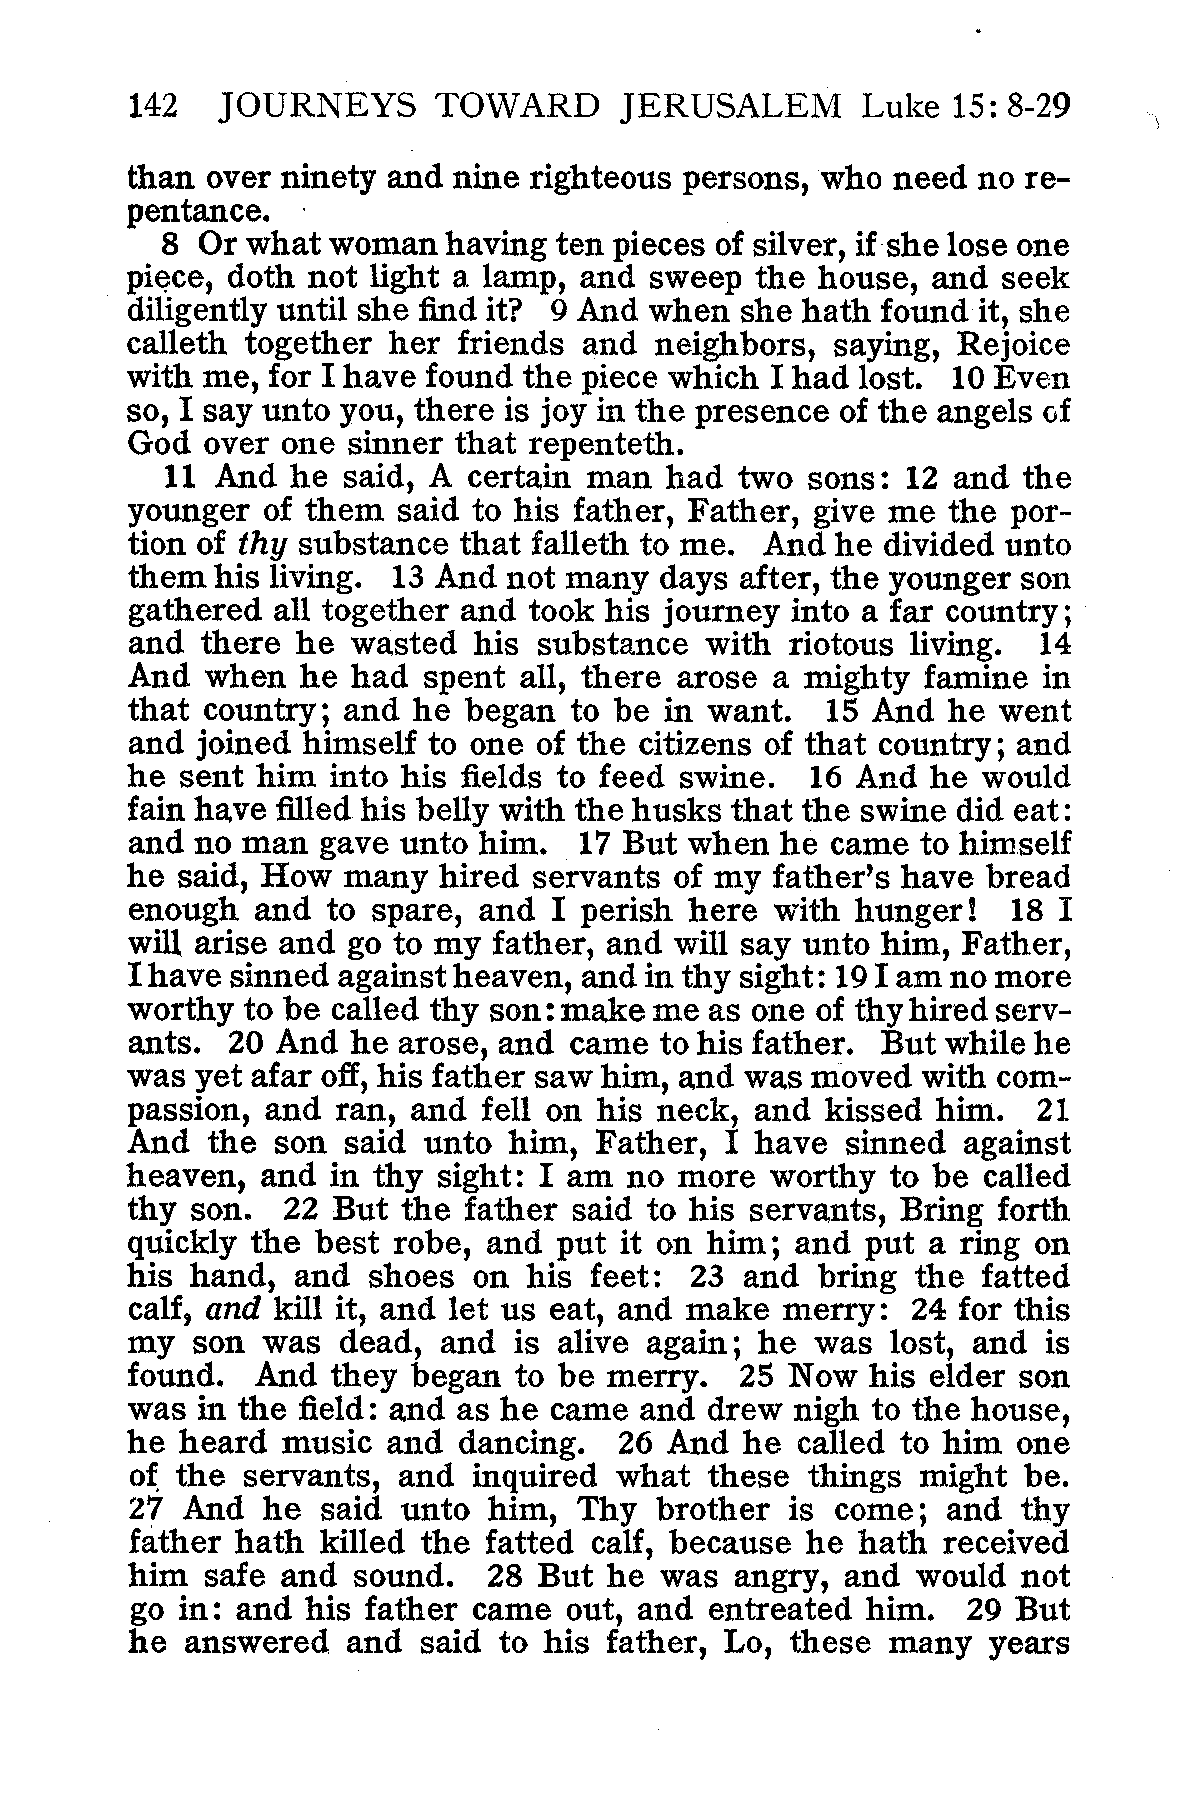 142 JOURNEYS TOWARD JERUSALEM Luke 15: 8-29
than over ninety and nine righteous persons, who need no re-
pentance.
8 Or what woman having ten pieces of silver, if she lose one
piece, doth not light a lamp, and sweep the house, and seek
diligently until she find it? 9 And when she hath found it, she
calleth together her friends and neighbors, saying, Rejoice
with me, for I have found the piece which I had lost. 10 Even
so, I say unto you, there is joy in the presence of the angels of
God over one sinner that repenteth.
11 And he said, A certain man had two sons: 12 and the
younger of them said to his father, Father, give me the por-
tion of thy substance that falleth to me. And he divided unto
them his living. 13 And not many days after, the younger son
gathered all together and took his journey into a far country;
and there he wasted his substance with riotous living. 14
And when he had spent all, there arose a mighty famine in
that country; and he began to be in want. 15 And he went
and joined himself to one of the citizens of that country; and
he sent him into his fields to feed swine. 16 And he would
fain have filled his belly with the husks that the swine did eat:
and no man gave unto him. 17 But when he came to himself
he said, How many hired servants of my father's have bread
enough and to spare, and I perish here with hunger! 18 I
will arise and go to my father, and will say unto him, Father,
I have sinned against heaven, and in thy sight: 19 I am no more
worthy to be called thy son: make me as one of thy hired serv-
ants. 20 And he arose, and came to his father. But while he
was yet afar off, his father saw him, and was moved with com-
passion, and ran, and fell on his neck, and kissed him. 21
And the son said unto him, Father, I have sinned against
heaven, and in thy sight: I am no more worthy to be called
thy son. 22 But the father said to his servants, Bring forth
quickly the best robe, and put it on him; and put a ring on
his hand, and shoes on his feet: 23 and bring the fatted
calf, and kill it, and let us eat, and make merry: 24 for this
my son was dead, and is alive again; he was lost, and is
found. And they began to be merry. 25 Now his elder son
was in the field: and as he came and drew nigh to the house,
he heard music and dancing. 26 And he called to him one
of the servants, and inquired what these things might be.
27 And he said unto him, Thy brother is come; and thy
father hath killed the fatted calf, because he hath received
him safe and sound. 28 But he was angry, and would not
go in: and his father came out, and entreated him. 29 But
he answered and said to his father, Lo, these many years